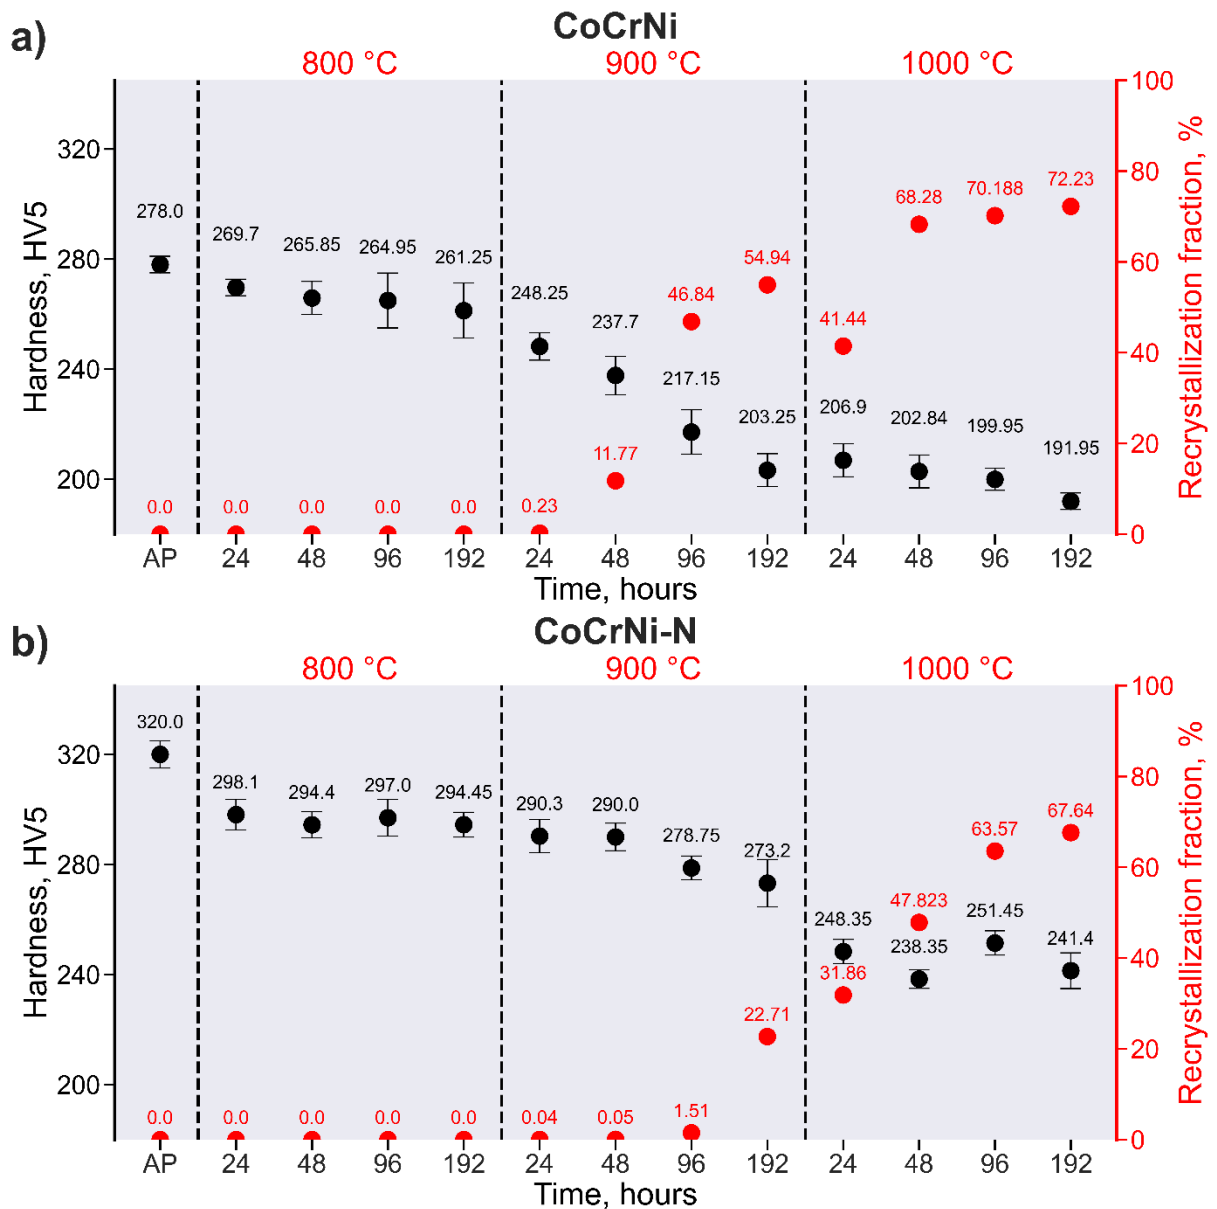 a)
CoCrNi
800 °C 900 °C 1000 °C
Hardness, HV5
320
280
240
200
278.0 269.7 265.85 264.95 261.25 248.25 237.7 217.15 203.25 206.9 202.84 199.95 191.95
0.0 0.0 0.0 0.0 0.0 0.23 11.77 46.84 54.94 41.44 68.28 70.188 72.23
100
80
60
40
20
0
Recrystallization fraction, %
AP 24 48 96 192 24 48 96 192 24 48 96 192
Time, hours
b)
CoCrNi-N
800 °C 900 °C 1000 °C
Hardness, HV5
320
280
240
200
320.0 298.1 294.4 297.0 294.45 290.3 290.0 278.75 273.2 248.35 238.35 251.45 241.4
0.0 0.0 0.0 0.0 0.0 0.04 0.05 1.51 22.71 31.86 47.823 63.57 67.64
100
80
60
40
20
0
Recrystallization fraction, %
AP 24 48 96 192 24 48 96 192 24 48 96 192
Time, hours